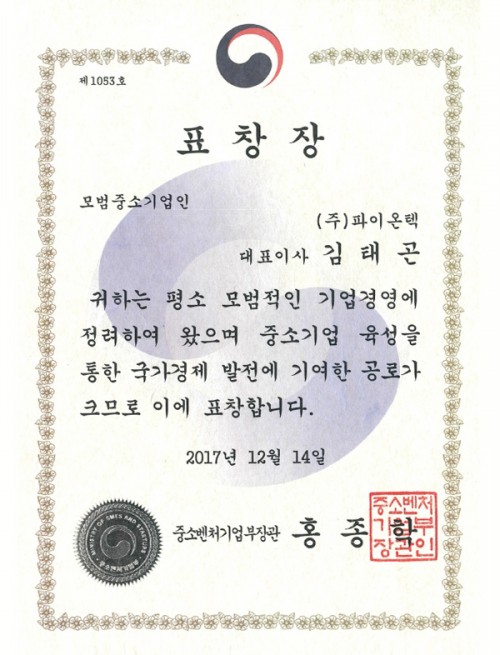 제1053호
표창장
모범중소기업인
(주)파이온텍
대표이사 김태곤
귀하는 평소 모범적인 기업경영에
정려하여 왔으며 중소기업 육성을
통한 국가경제 발전에 기여한 공로가
크므로 이에 표창합니다.
2017년 12월 14일
MINISTRY OF SMES AND STARTUPS
중소벤처기업부장관 홍종학
중소벤처
기업부
장관인